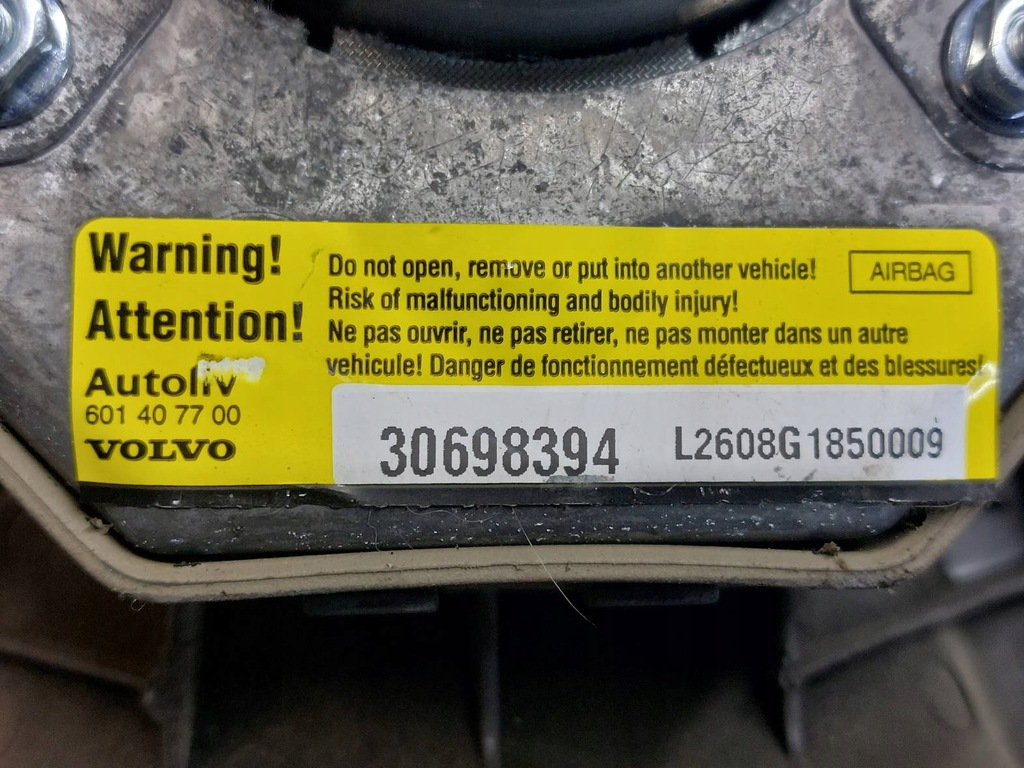 Warning!
Attention!
Autoliv
601 40 77 00
VOLVO
Do not open, remove or put into another vehicle!
Risk of malfunctioning and bodily injury!
Ne pas ouvrir, ne pas retirer, ne pas monter dans un autre
vehicule! Danger de fonctionnement défectueux et des blessures!
AIRBAG
30698394
L2608G1850009